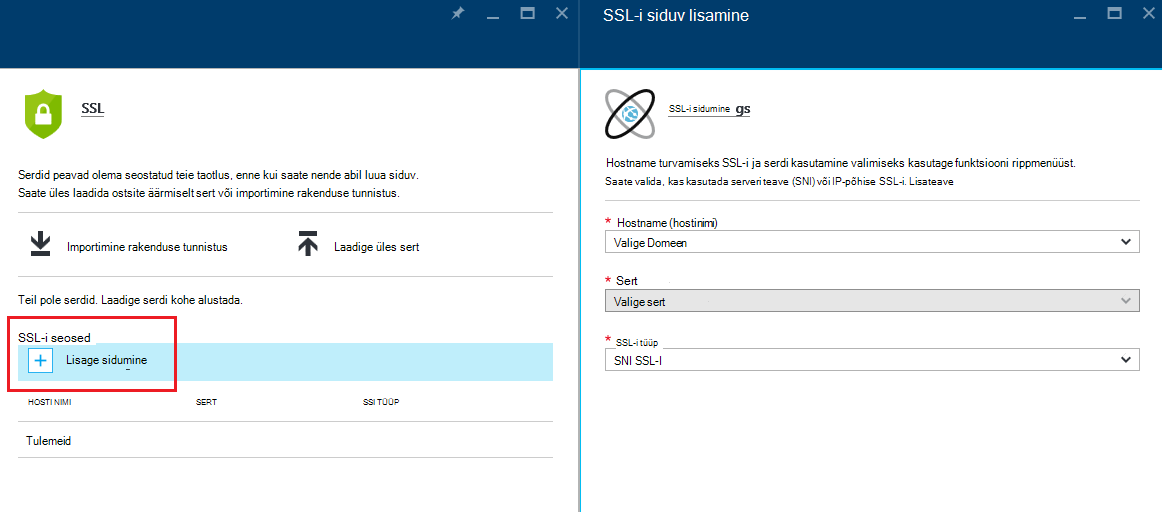 SSL-i siduv lisamine
SSL
Serdid peavad olema seostatud teie taotlus, enne kui saate nende abil luua siduv.
Saate üles laadida ostsite äärmiselt sert või importimine rakenduse tunnistus.
Importimine rakenduse tunnistus
Laadige üles sert
Teil pole serdid. Laadige serdi kohe alustada.
SSL-i seosed
Lisage sidumine
HOSTI NIMI
SERT
SSI TÜÜP
Tulemeid
SSL-i sidumine gs
Hostname turvamiseks SSL-i ja serdi kasutamine valimiseks kasutage funktsiooni rippmenüüst.
Saate valida, kas kasutada serveri teave (SNI) või IP-põhise SSL-i. Lisateave
* Hostname (hostinimi)
Valige Domeen
* Sert
Valige sert
* SSL-i tüüp
SNI SSL-I